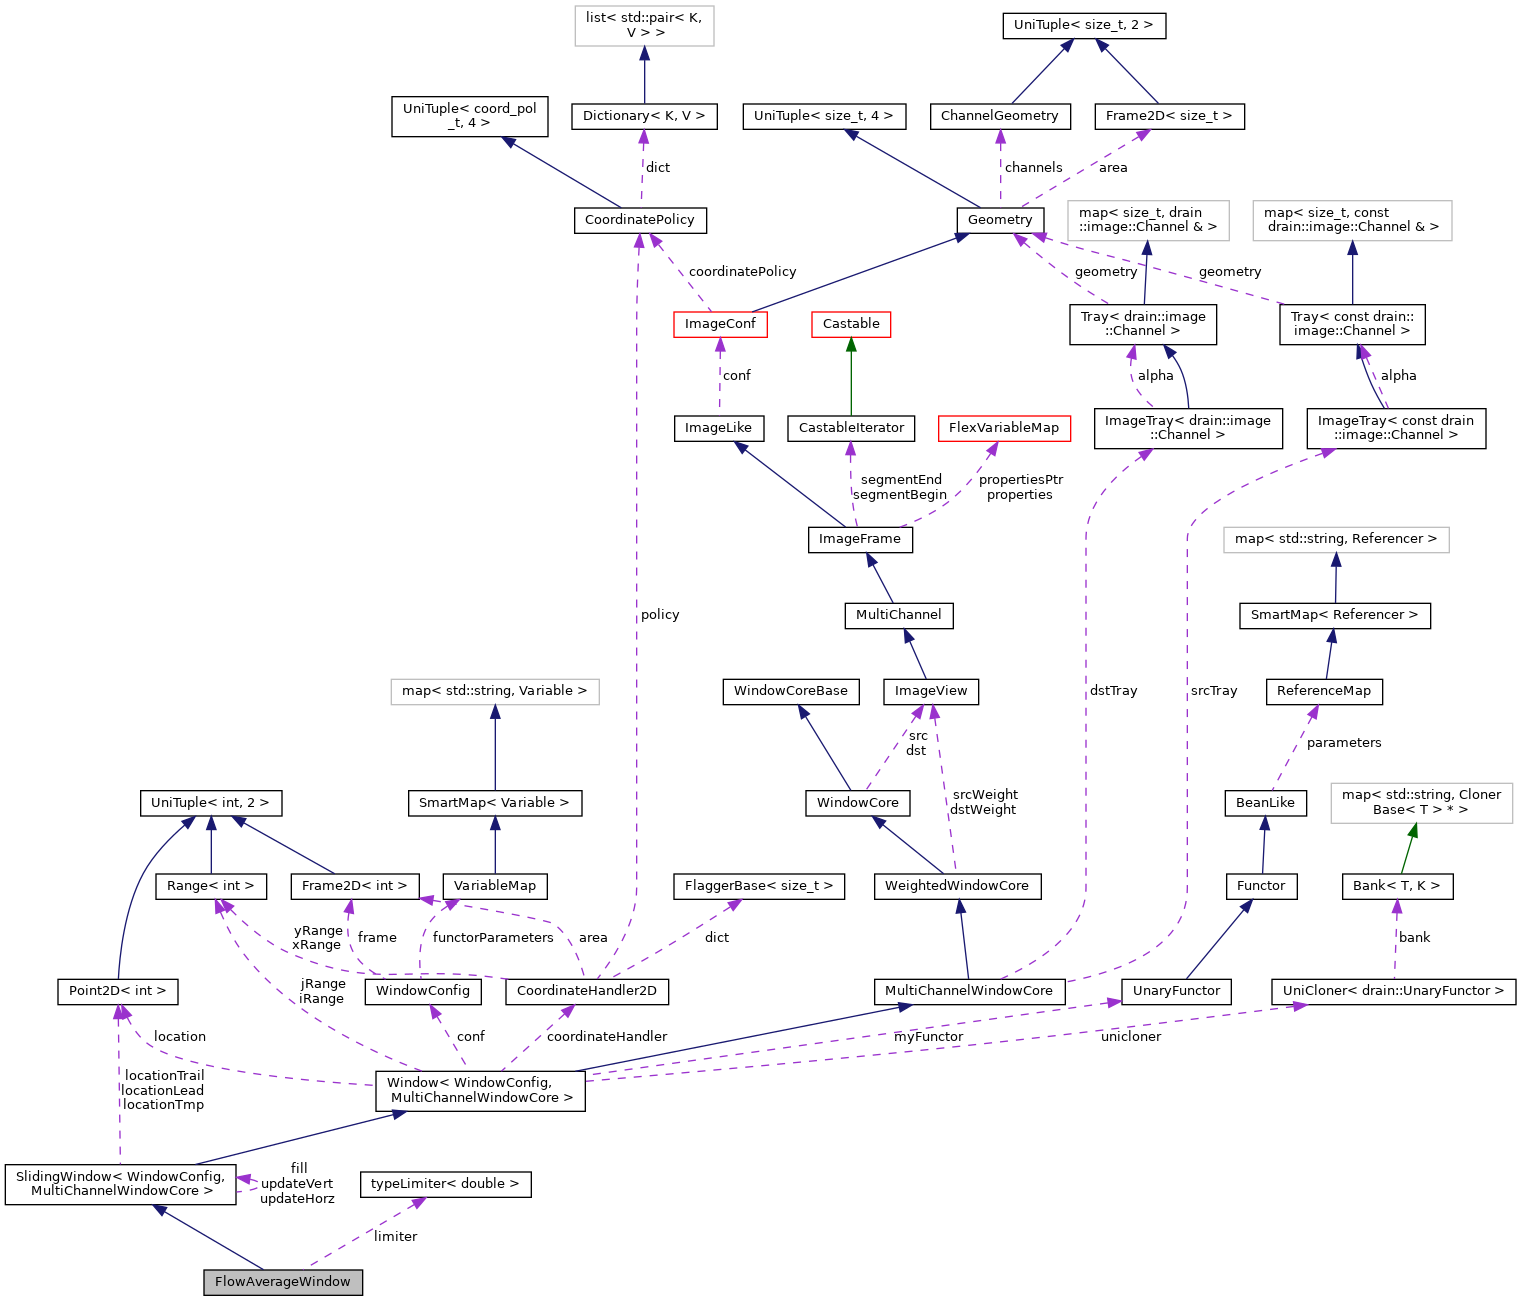 list< std::pair< K,
V > >
UniTuple< size_t, 2 >
UniTuple< coord_pol
_t, 4 >
Dictionary< K, V >
UniTuple< size_t, 4 >
ChannelGeometry
Frame2D< size_t >
dict
channels
area
CoordinatePolicy
Geometry
map< size_t, drain
::image::Channel & >
map< size_t, const
drain::image::Channel & >
coordinatePolicy
geometry
geometry
ImageConf
Castable
Tray< drain::image
::Channel >
Tray< const drain::
image::Channel >
conf
alpha
alpha
ImageLike
CastableIterator
FlexVariableMap
ImageTray< drain::image
::Channel >
ImageTray< const drain
::image::Channel >
segmentEnd
segmentBegin
propertiesPtr
properties
ImageFrame
map< std::string, Referencer >
policy
MultiChannel
SmartMap< Referencer >
map< std::string, Variable >
WindowCoreBase
ImageView
dstTray
srcTray
ReferenceMap
src
dst
parameters
UniTuple< int, 2 >
SmartMap< Variable >
WindowCore
srcWeight
dstWeight
BeanLike
map< std::string, Cloner
Base< T > * >
Range< int >
Frame2D< int >
VariableMap
FlaggerBase< size_t >
WeightedWindowCore
Functor
Bank< T, K >
yRange
xRange
frame
functorParameters
area
dict
bank
Point2D< int >
jRange
iRange
WindowConfig
CoordinateHandler2D
MultiChannelWindowCore
UnaryFunctor
UniCloner< drain::UnaryFunctor >
location
conf
coordinateHandler
myFunctor
unicloner
locationTrail
locationLead
locationTmp
Window< WindowConfig,
MultiChannelWindowCore >
SlidingWindow< WindowConfig,
MultiChannelWindowCore >
fill
updateVert
updateHorz
typeLimiter< double >
limiter
FlowAverageWindow